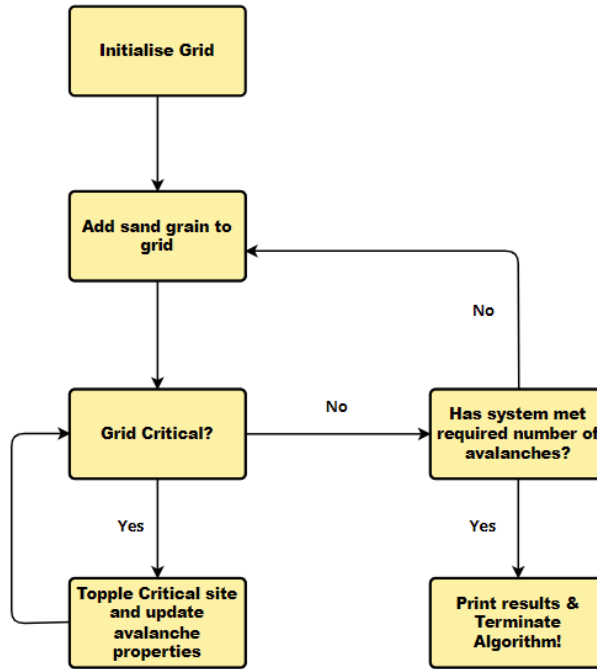 Initialise Grid
Add sand grain to
grid
No
Grid Critical?
No
Has system met
required number of
avalanches?
Yes
Yes
Topple Critical site
and update
avalanche
properties
Print results &
Terminate
Algorithm!